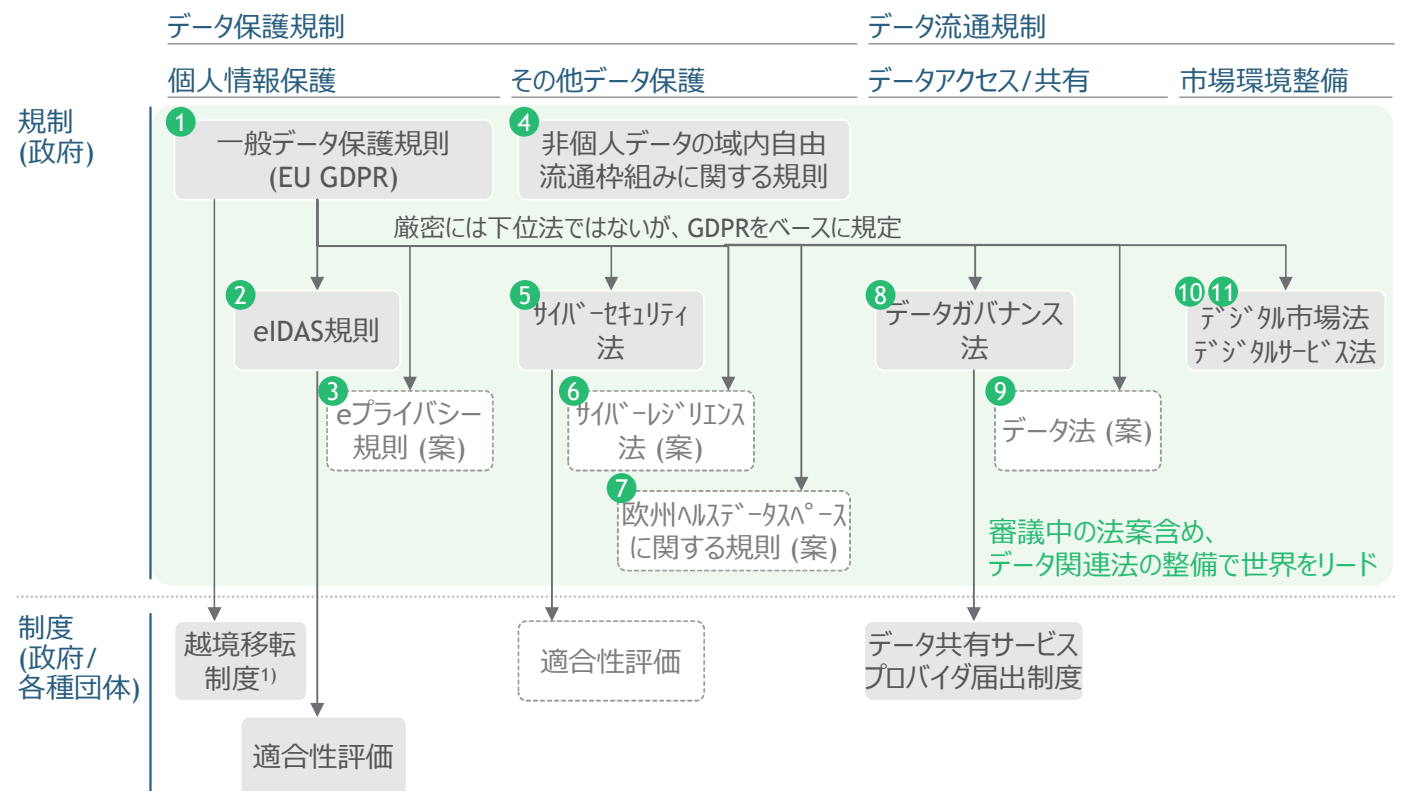 データ保護規制
データ流通規制
個人情報保護
その他データ保護
データアクセス/共有
市場環境整備
規制
(政府)
1
一般データ保護規則
(EU GDPR)
4
非個人データの域内自由
流通枠組みに関する規則
厳密には下位法ではないが、GDPRをベースに規定
2
eIDAS規則
5
ｻｲﾊﾞｰｾｷｭﾘﾃｨ
法
8
データガバナンス
法
10 11
ﾃﾞｼﾞﾀﾙ市場法
ﾃﾞｼﾞﾀﾙｻｰﾋﾞｽ法
3
eプライバシー
規則 (案)
6
ｻｲﾊﾞｰﾚｼﾞﾘｴﾝｽ
法 (案)
9
データ法 (案)
7
欧州ﾍﾙｽﾃﾞｰﾀｽﾍﾟｰｽ
に関する規則 (案)
審議中の法案含め、
データ関連法の整備で世界をリード
制度
(政府/
各種団体)
越境移転
制度1)
適合性評価
データ共有サービス
プロバイダ届出制度
適合性評価